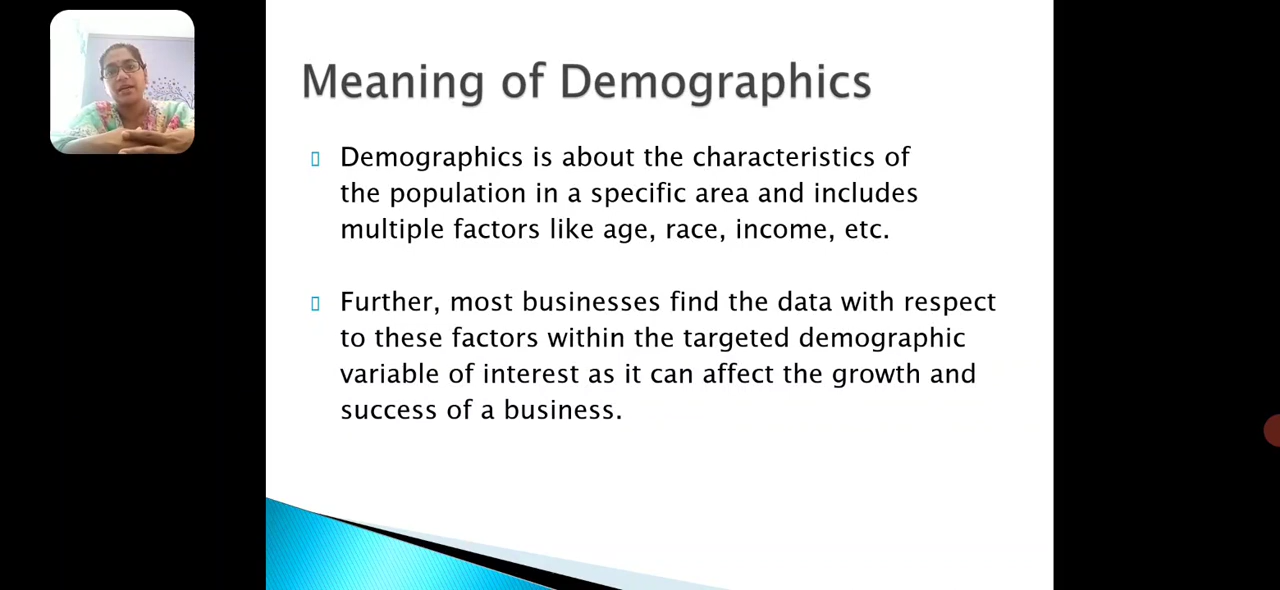 Meaning of Demographics
Demographics is about the characteristics of
the population in a specific area and includes
multiple factors like age, race, income, etc.
Further, most businesses find the data with respect
to these factors within the targeted demographic
variable of interest as it can affect the growth and
success of a business.